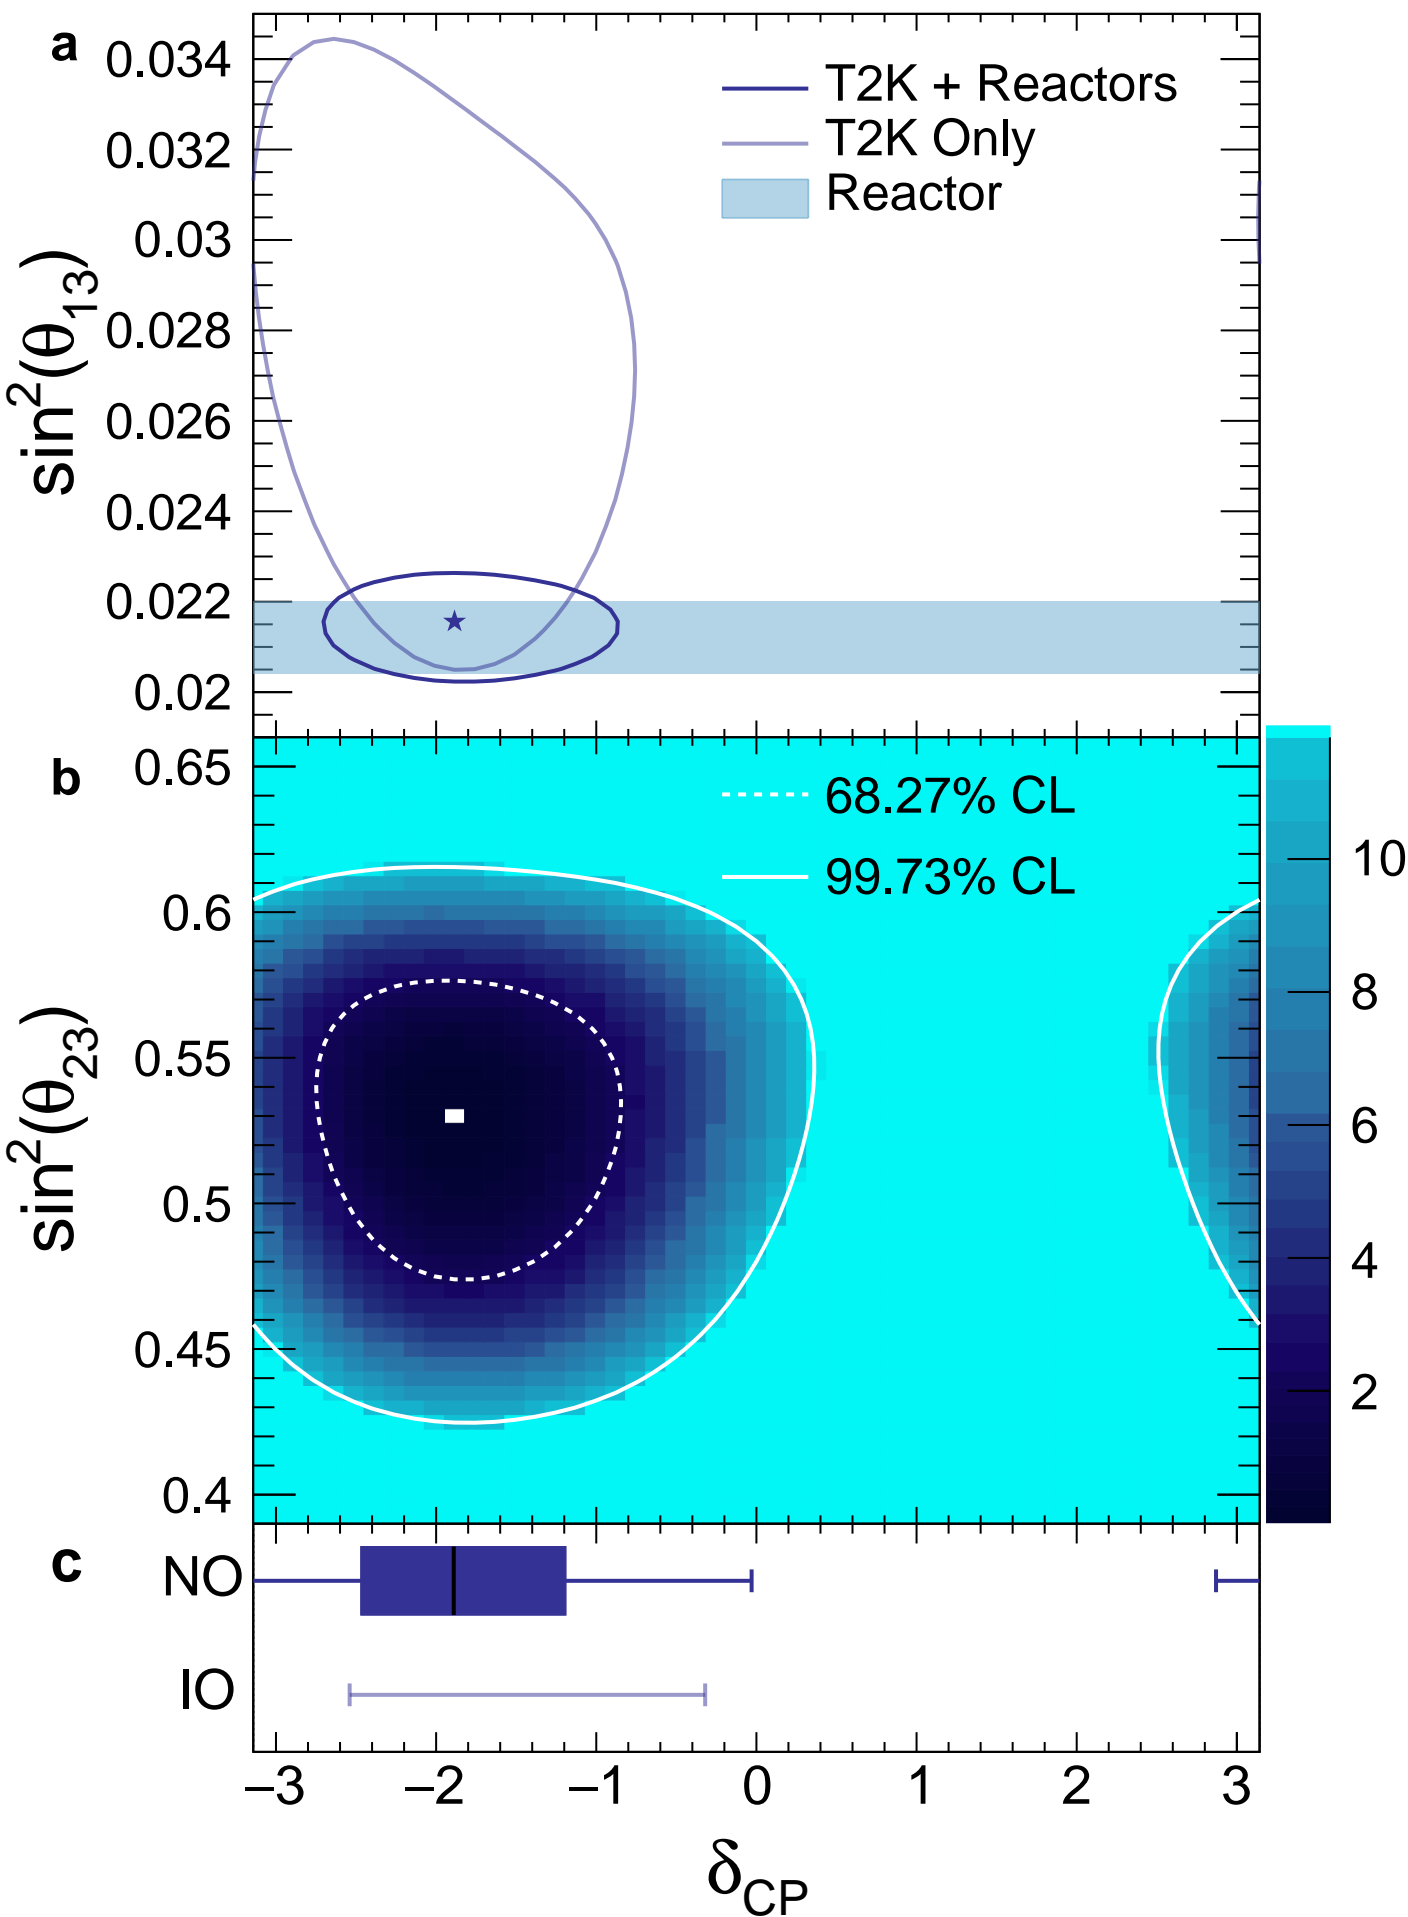 a
0.034
0.032
0.03
0.028
0.026
0.024
0.022
0.02
sin²(θ₁₃)
T2K + Reactors
T2K Only
Reactor
b
0.65
0.6
0.55
0.5
0.45
0.4
sin²(θ₂₃)
68.27% CL
99.73% CL
10
8
6
4
2
c
NO
IO
−3 −2 −1 0 1 2 3
δCP